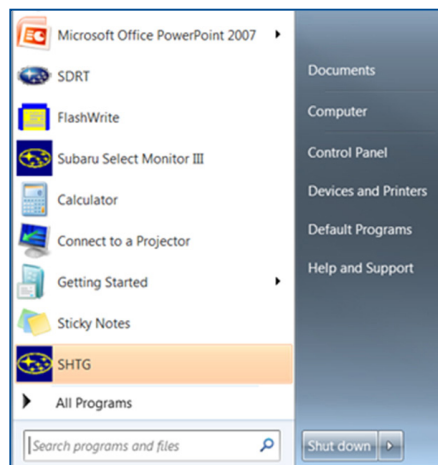 Microsoft Office PowerPoint 2007
SDRT
FlashWrite
Subaru Select Monitor III
Calculator
Connect to a Projector
Getting Started
Sticky Notes
SHTG
All Programs
Search programs and files
Documents
Computer
Control Panel
Devices and Printers
Default Programs
Help and Support
Shut down